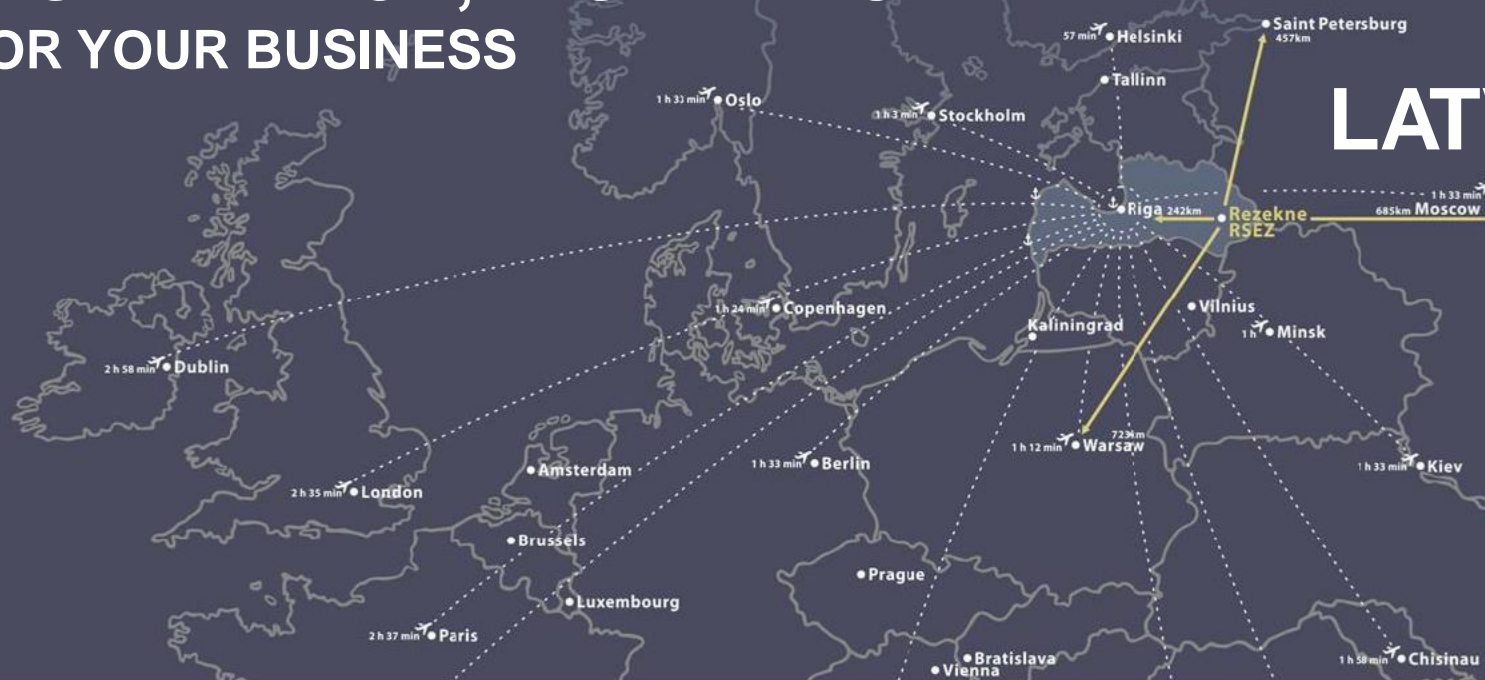 OR YOUR BUSINESS
LAT
57 min Helsinki
Saint Petersburg
457km
Tallinn
1 h 33 min Oslo
1 h 3 min Stockholm
1 h 33 min
Riga 242km
685km Moscow
Rezekne
RSEZ
1 h 24 min Copenhagen
Vilnius
Kaliningrad
1 h Minsk
2 h 58 min Dublin
723km
1 h 12 min Warsaw
1 h 33 min Berlin
1 h 33 min Kiev
Amsterdam
2 h 35 min London
Brussels
Prague
Luxembourg
2 h 37 min Paris
Bratislava
Vienna
1 h 58 min Chisinau